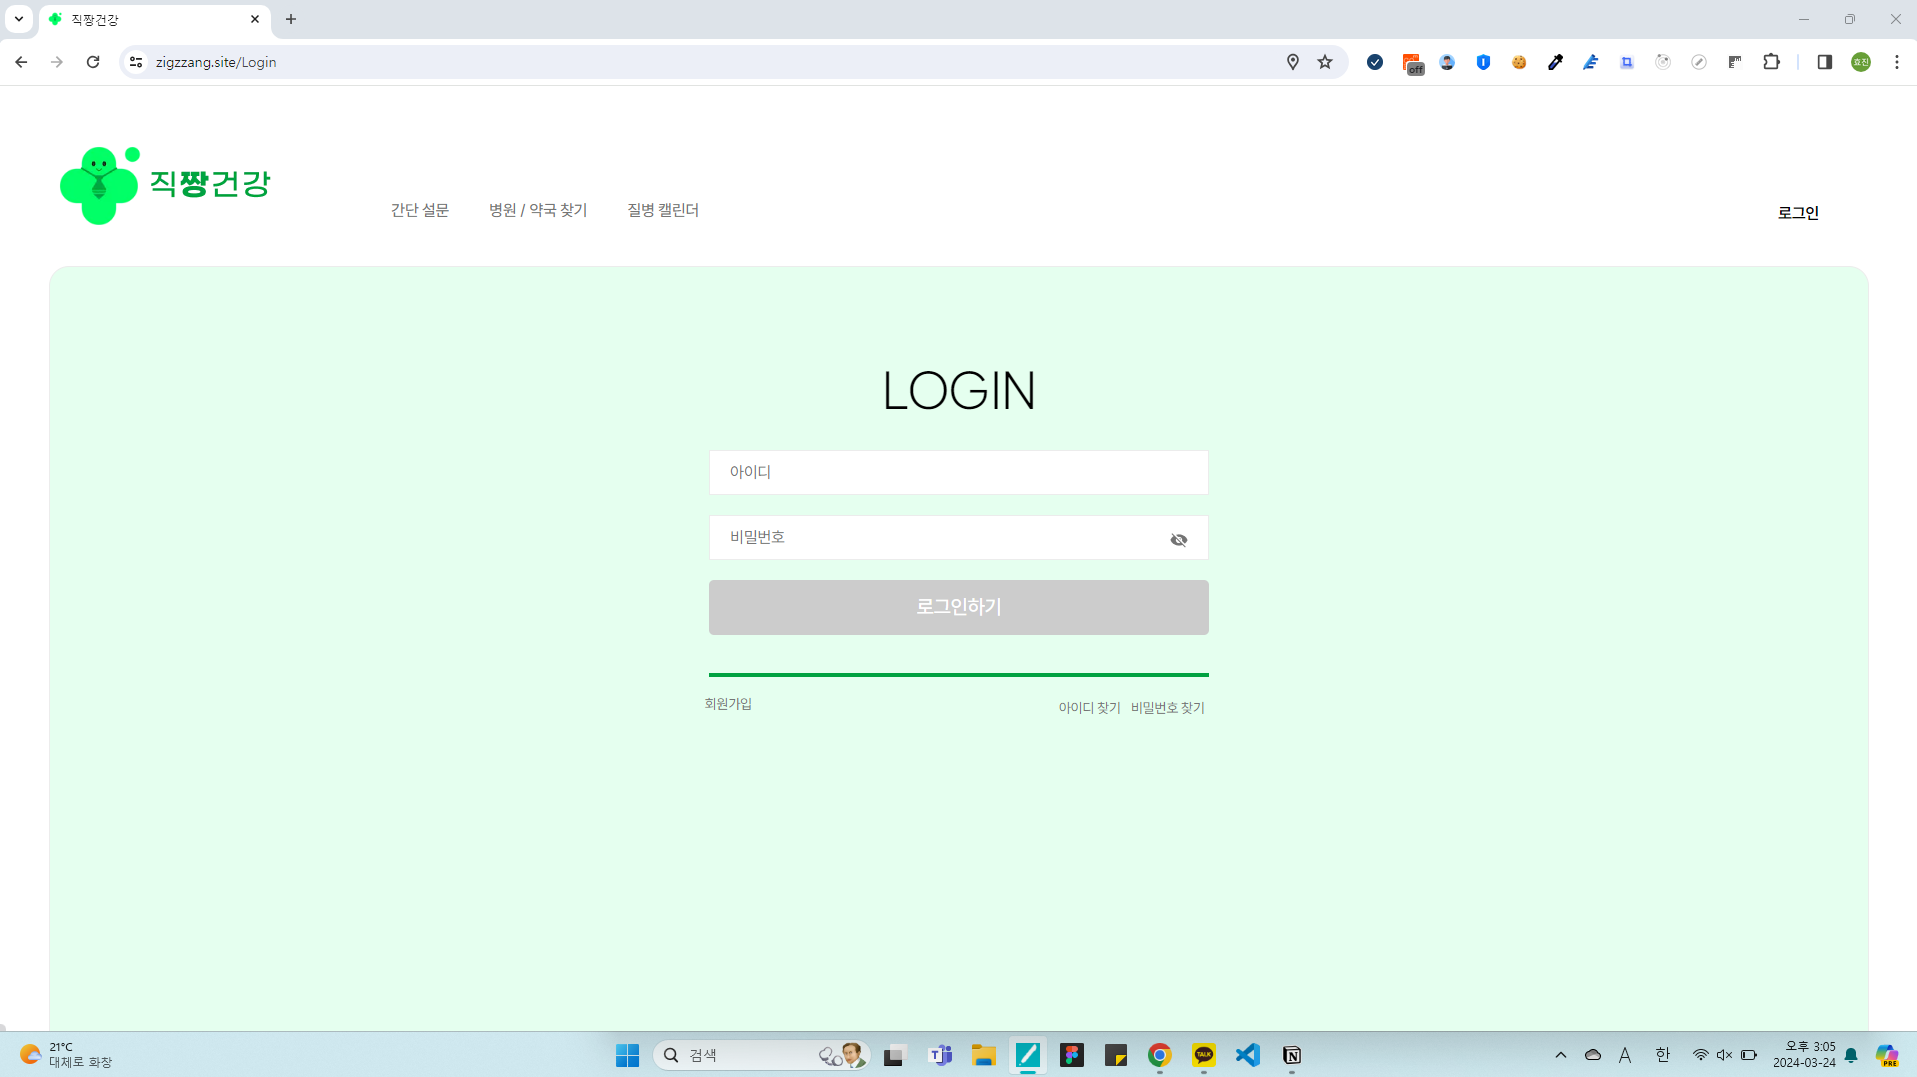 직짱건강
zigzzang.site/Login
off
효진
직짱건강
간단 설문
병원 / 약국 찾기
질병 캘린더
로그인
LOGIN
아이디
비밀번호
로그인하기
회원가입
아이디 찾기
비밀번호 찾기
21°C
대체로 화창
검색
TALK
A
한
오후 3:05
2024-03-24
PRE